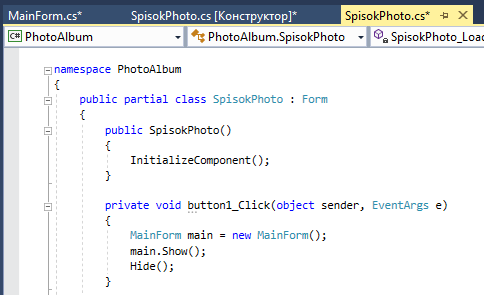 MainForm.cs* SpisokPhoto.cs [Конструктор]* SpisokPhoto.cs*
C# PhotoAlbum PhotoAlbum.SpisokPhoto SpisokPhoto_Load
namespace PhotoAlbum
{
public partial class SpisokPhoto : Form
{
public SpisokPhoto()
{
InitializeComponent();
}
private void button1_Click(object sender, EventArgs e)
{
MainForm main = new MainForm();
main.Show();
Hide();
}